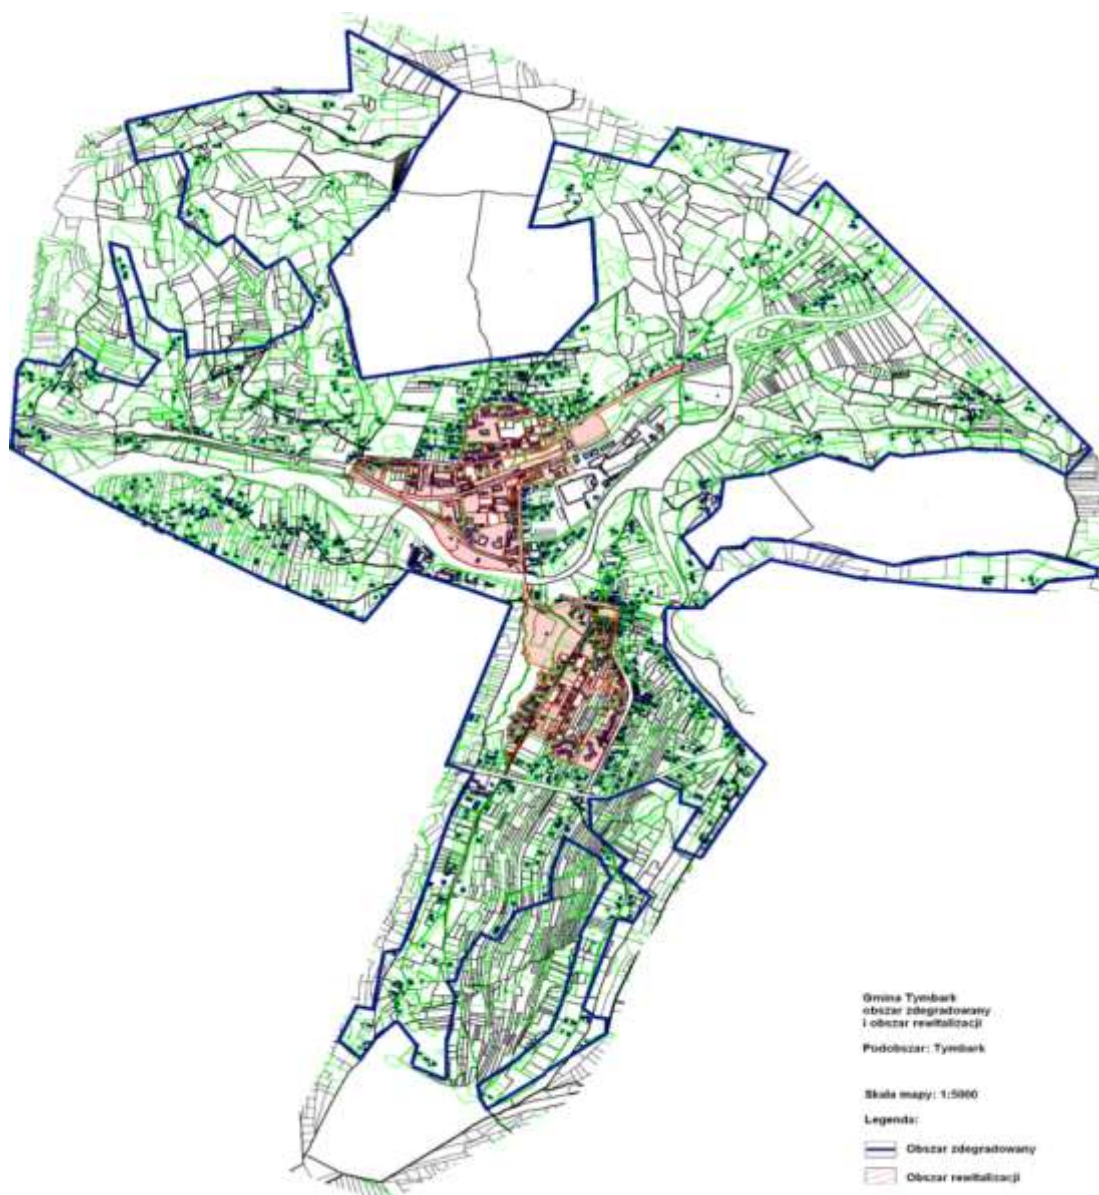 Gmina Tymbark
obszar zdegradowany
i obszar rewitalizacji
Podobszar: Tymbark
Skala mapy: 1:5000
Legenda:
Obszar zdegradowany
Obszar rewitalizacji